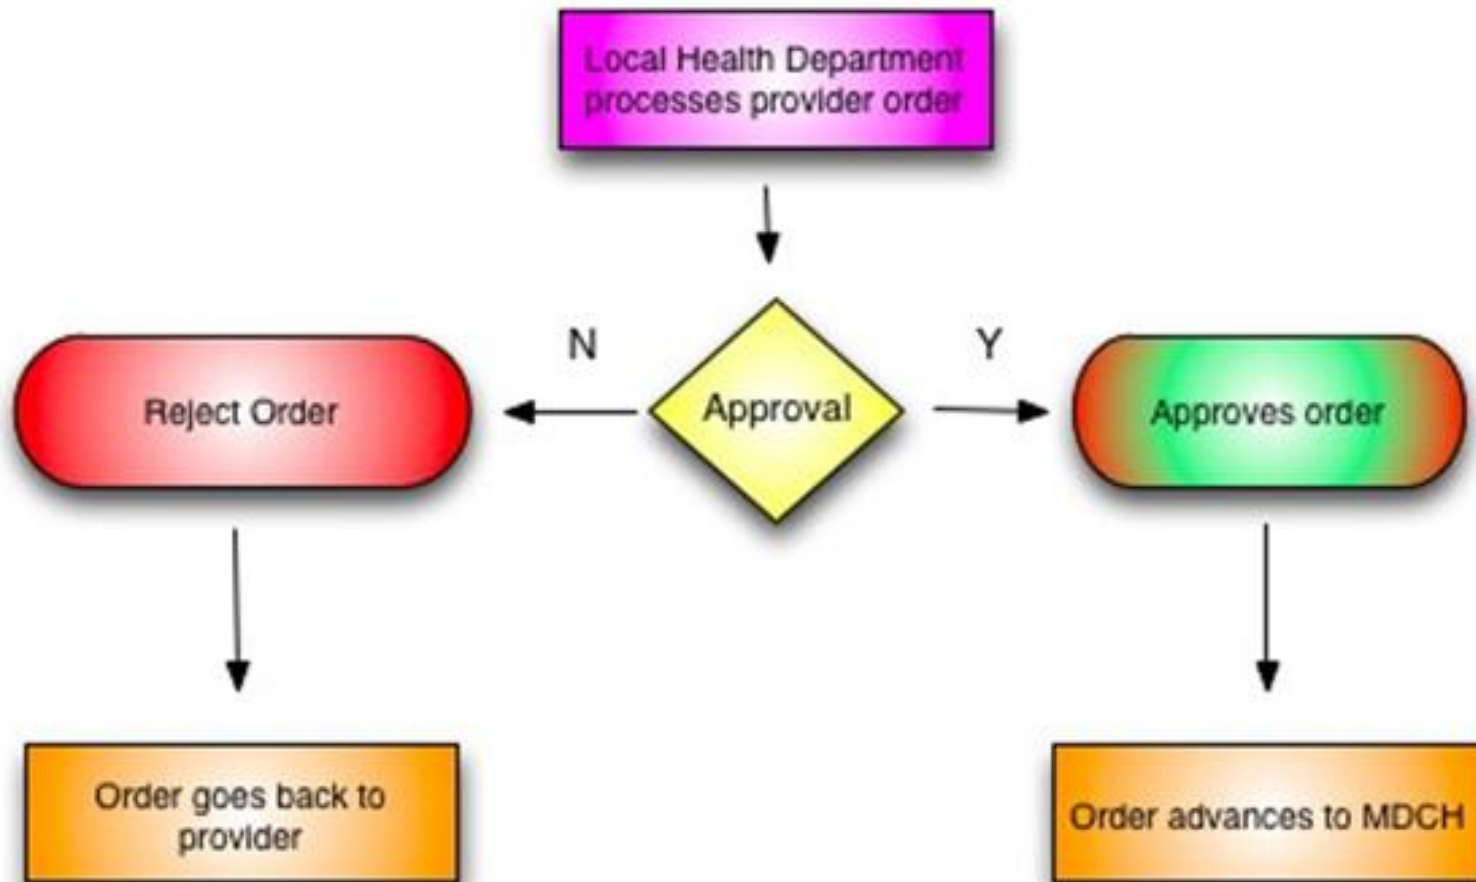 Local Health Department
processes provider order
N
Y
Reject Order
Approval
Approves order
Order goes back to
provider
Order advances to MDCH